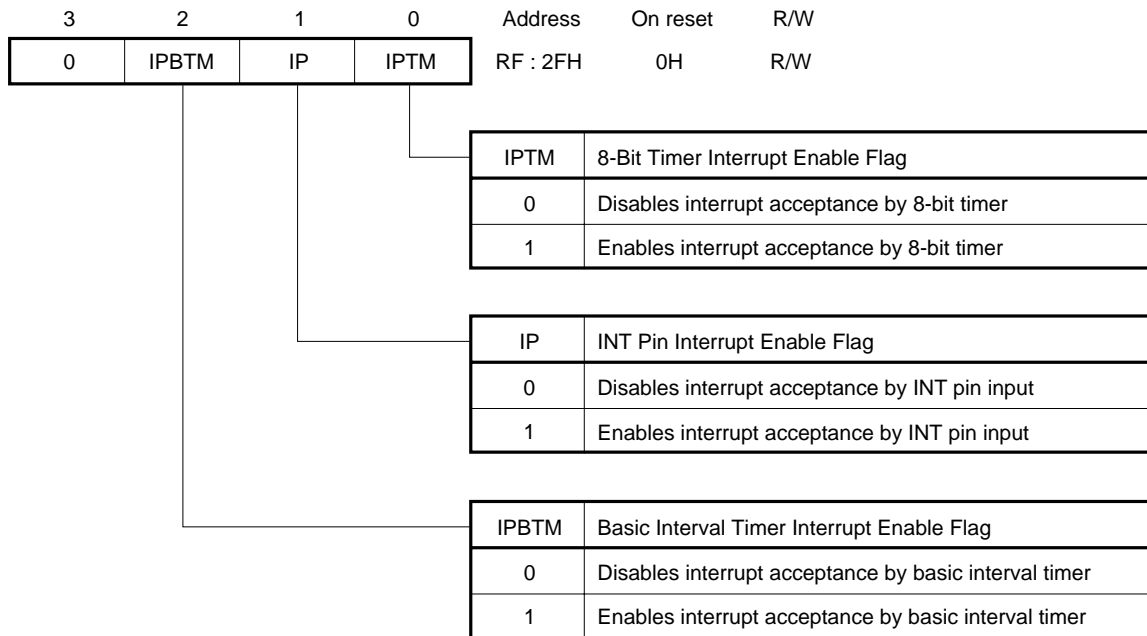 3 2 1 0 Address On reset R/W
0 IPBTM IP IPTM RF : 2FH 0H R/W
IPTM 8-Bit Timer Interrupt Enable Flag
0 Disables interrupt acceptance by 8-bit timer
1 Enables interrupt acceptance by 8-bit timer
IP INT Pin Interrupt Enable Flag
0 Disables interrupt acceptance by INT pin input
1 Enables interrupt acceptance by INT pin input
IPBTM Basic Interval Timer Interrupt Enable Flag
0 Disables interrupt acceptance by basic interval timer
1 Enables interrupt acceptance by basic interval timer